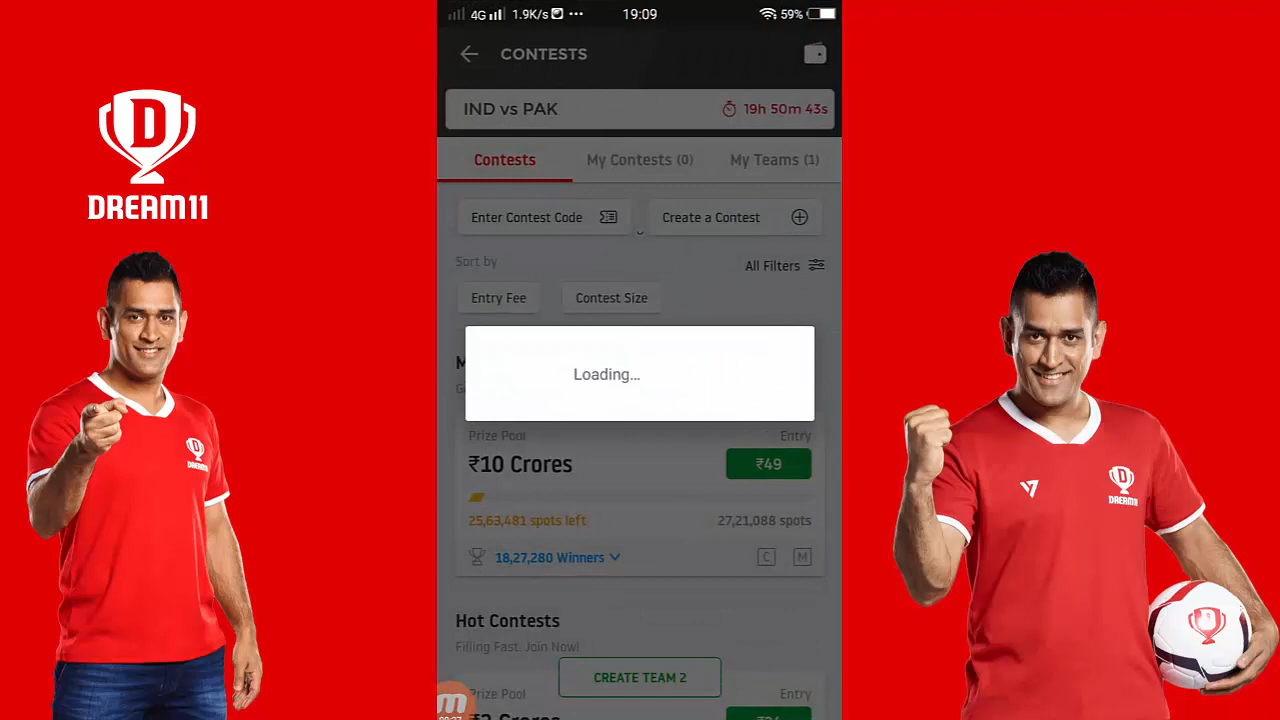 4G 1.9K/s ••• 19:09 59%
CONTESTS
IND vs PAK 19h 50m 43s
Contests My Contests (0) My Teams (1)
Enter Contest Code Create a Contest
Sort by All Filters
Entry Fee Contest Size
Loading...
Prize Pool Entry
₹10 Crores ₹49
25,63,481 spots left 27,21,088 spots
18,27,280 Winners C M
Hot Contests
Filling Fast. Join Now!
CREATE TEAM 2
Prize Pool Entry
D
DREAM11
DREAM11
D
DREAM11